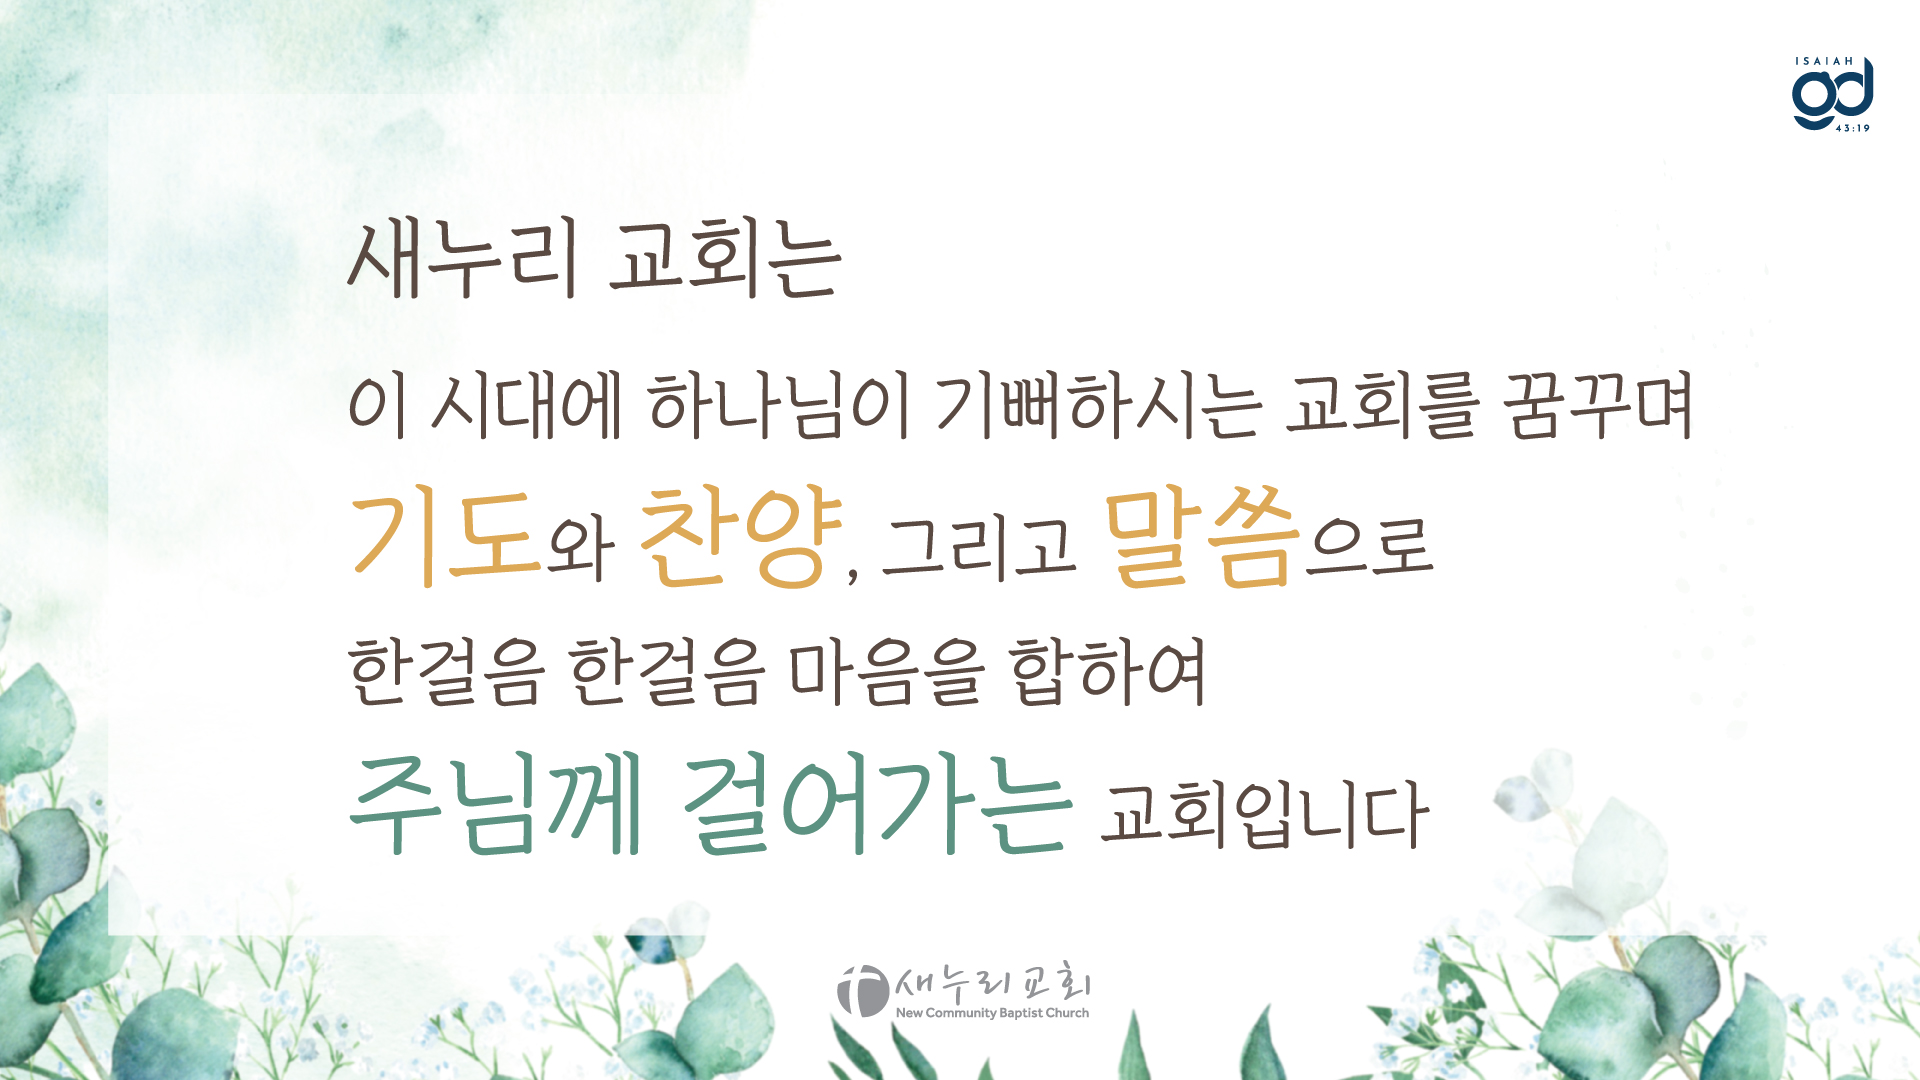 ISAIAH
gd
43:19
새누리 교회는
이 시대에 하나님이 기뻐하시는 교회를 꿈꾸며
기도와 찬양, 그리고 말씀으로
한걸음 한걸음 마음을 합하여
주님께 걸어가는 교회입니다
새누리교회
New Community Baptist Church